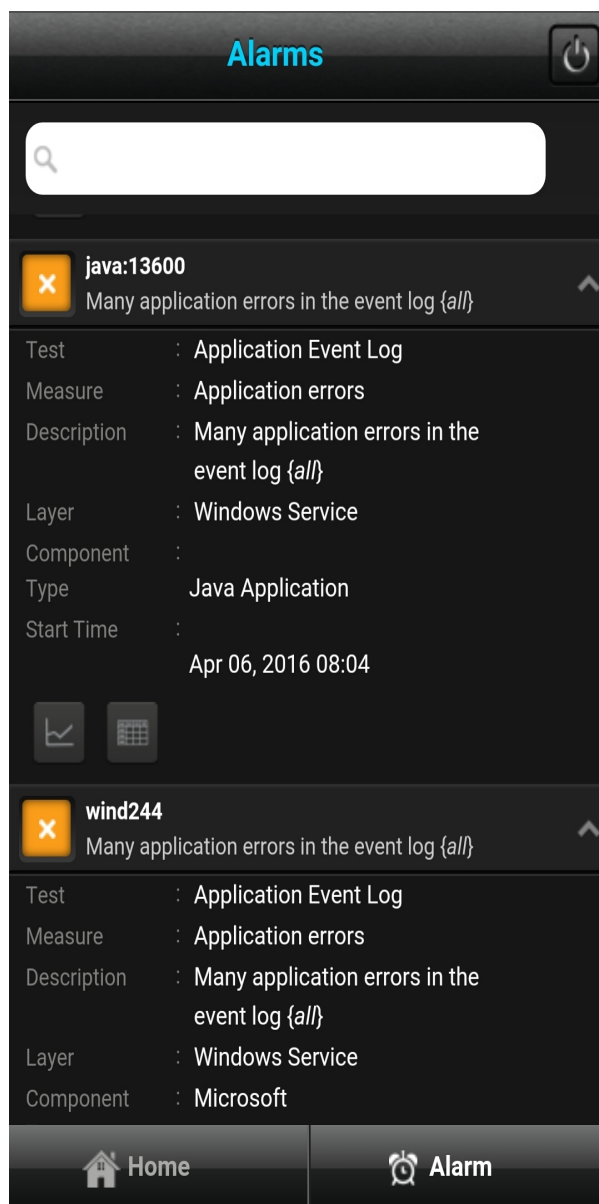 Alarms
java:13600
Many application errors in the event log {all}
Test : Application Event Log
Measure : Application errors
Description : Many application errors in the
event log {all}
Layer : Windows Service
Component :
Type Java Application
Start Time :
Apr 06, 2016 08:04
wind244
Many application errors in the event log {all}
Test : Application Event Log
Measure : Application errors
Description : Many application errors in the
event log {all}
Layer : Windows Service
Component : Microsoft
Home Alarm